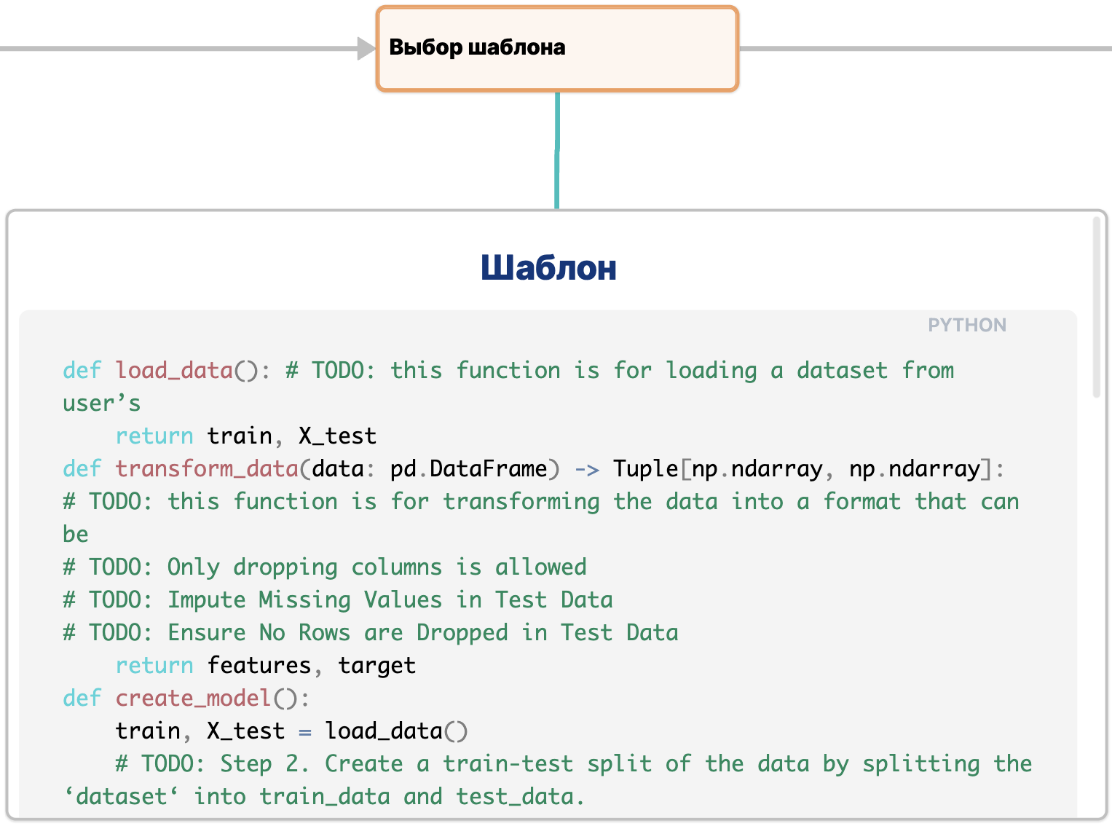 Выбор шаблона
Шаблон
PYTHON
def load_data(): # TODO: this function is for loading a dataset from
user’s
    return train, X_test
def transform_data(data: pd.DataFrame) -> Tuple[np.ndarray, np.ndarray]:
# TODO: this function is for transforming the data into a format that can
be
# TODO: Only dropping columns is allowed
# TODO: Impute Missing Values in Test Data
# TODO: Ensure No Rows are Dropped in Test Data
    return features, target
def create_model():
    train, X_test = load_data()
    # TODO: Step 2. Create a train-test split of the data by splitting the
‘dataset‘ into train_data and test_data.